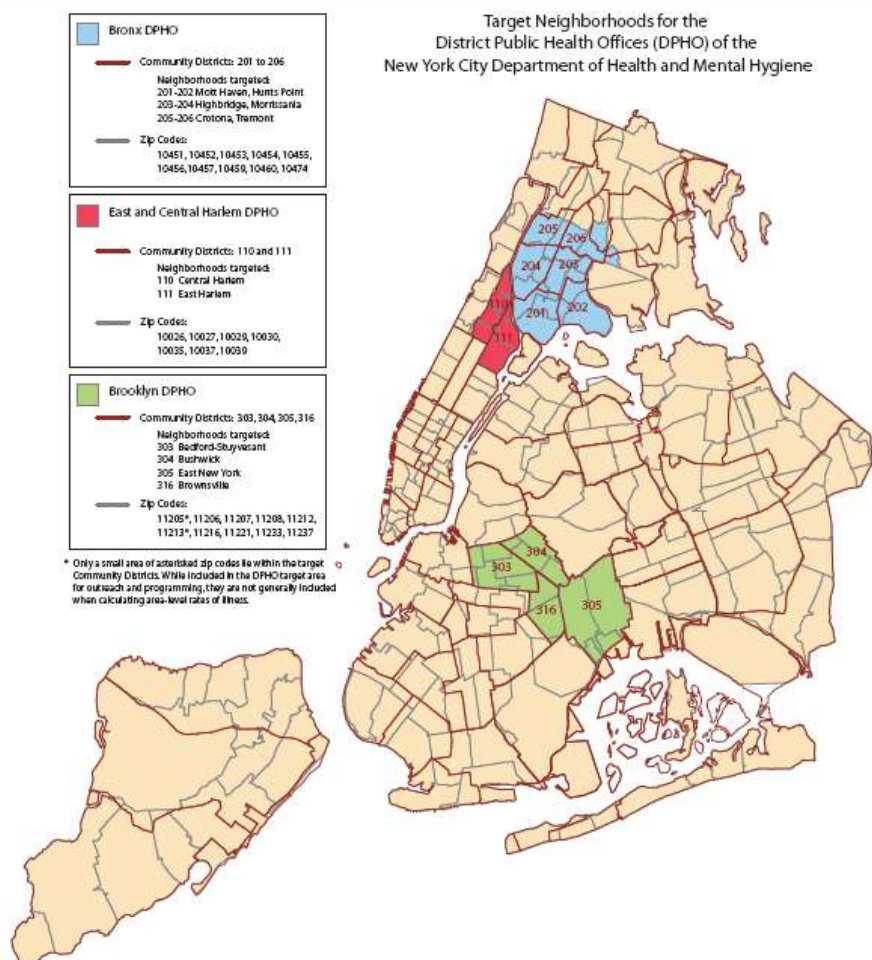 Target Neighborhoods for the
District Public Health Offices (DPHO) of the
New York City Department of Health and Mental Hygiene
Bronx DPHO
Community Districts: 201 to 206
Neighborhoods targeted:
201-202 Mott Haven, Hunts Point
203-204 Highbridge, Morrissania
205-206 Crotona, Tremont
Zip Codes:
10451, 10452, 10453, 10454, 10455,
10456, 10457, 10459, 10460, 10474
East and Central Harlem DPHO
Community Districts: 110 and 111
Neighborhoods targeted:
110 Central Harlem
111 East Harlem
Zip Codes:
10026, 10027, 10029, 10030,
10035, 10037, 10039
Brooklyn DPHO
Community Districts: 303, 304, 305, 316
Neighborhoods targeted:
303 Bedford-Stuyvesant
304 Bushwick
305 East New York
316 Brownsville
Zip Codes:
11205*, 11206, 11207, 11208, 11212,
11213*, 11216, 11221, 11233, 11237
* Only a small area of asterisked zip codes lie within the target
Community Districts. While included in the DPHO target area
for outreach and programming, they are not generally included
when calculating area-level rates of illness.
205
206
204
203
110
201
202
111
304
303
316
305